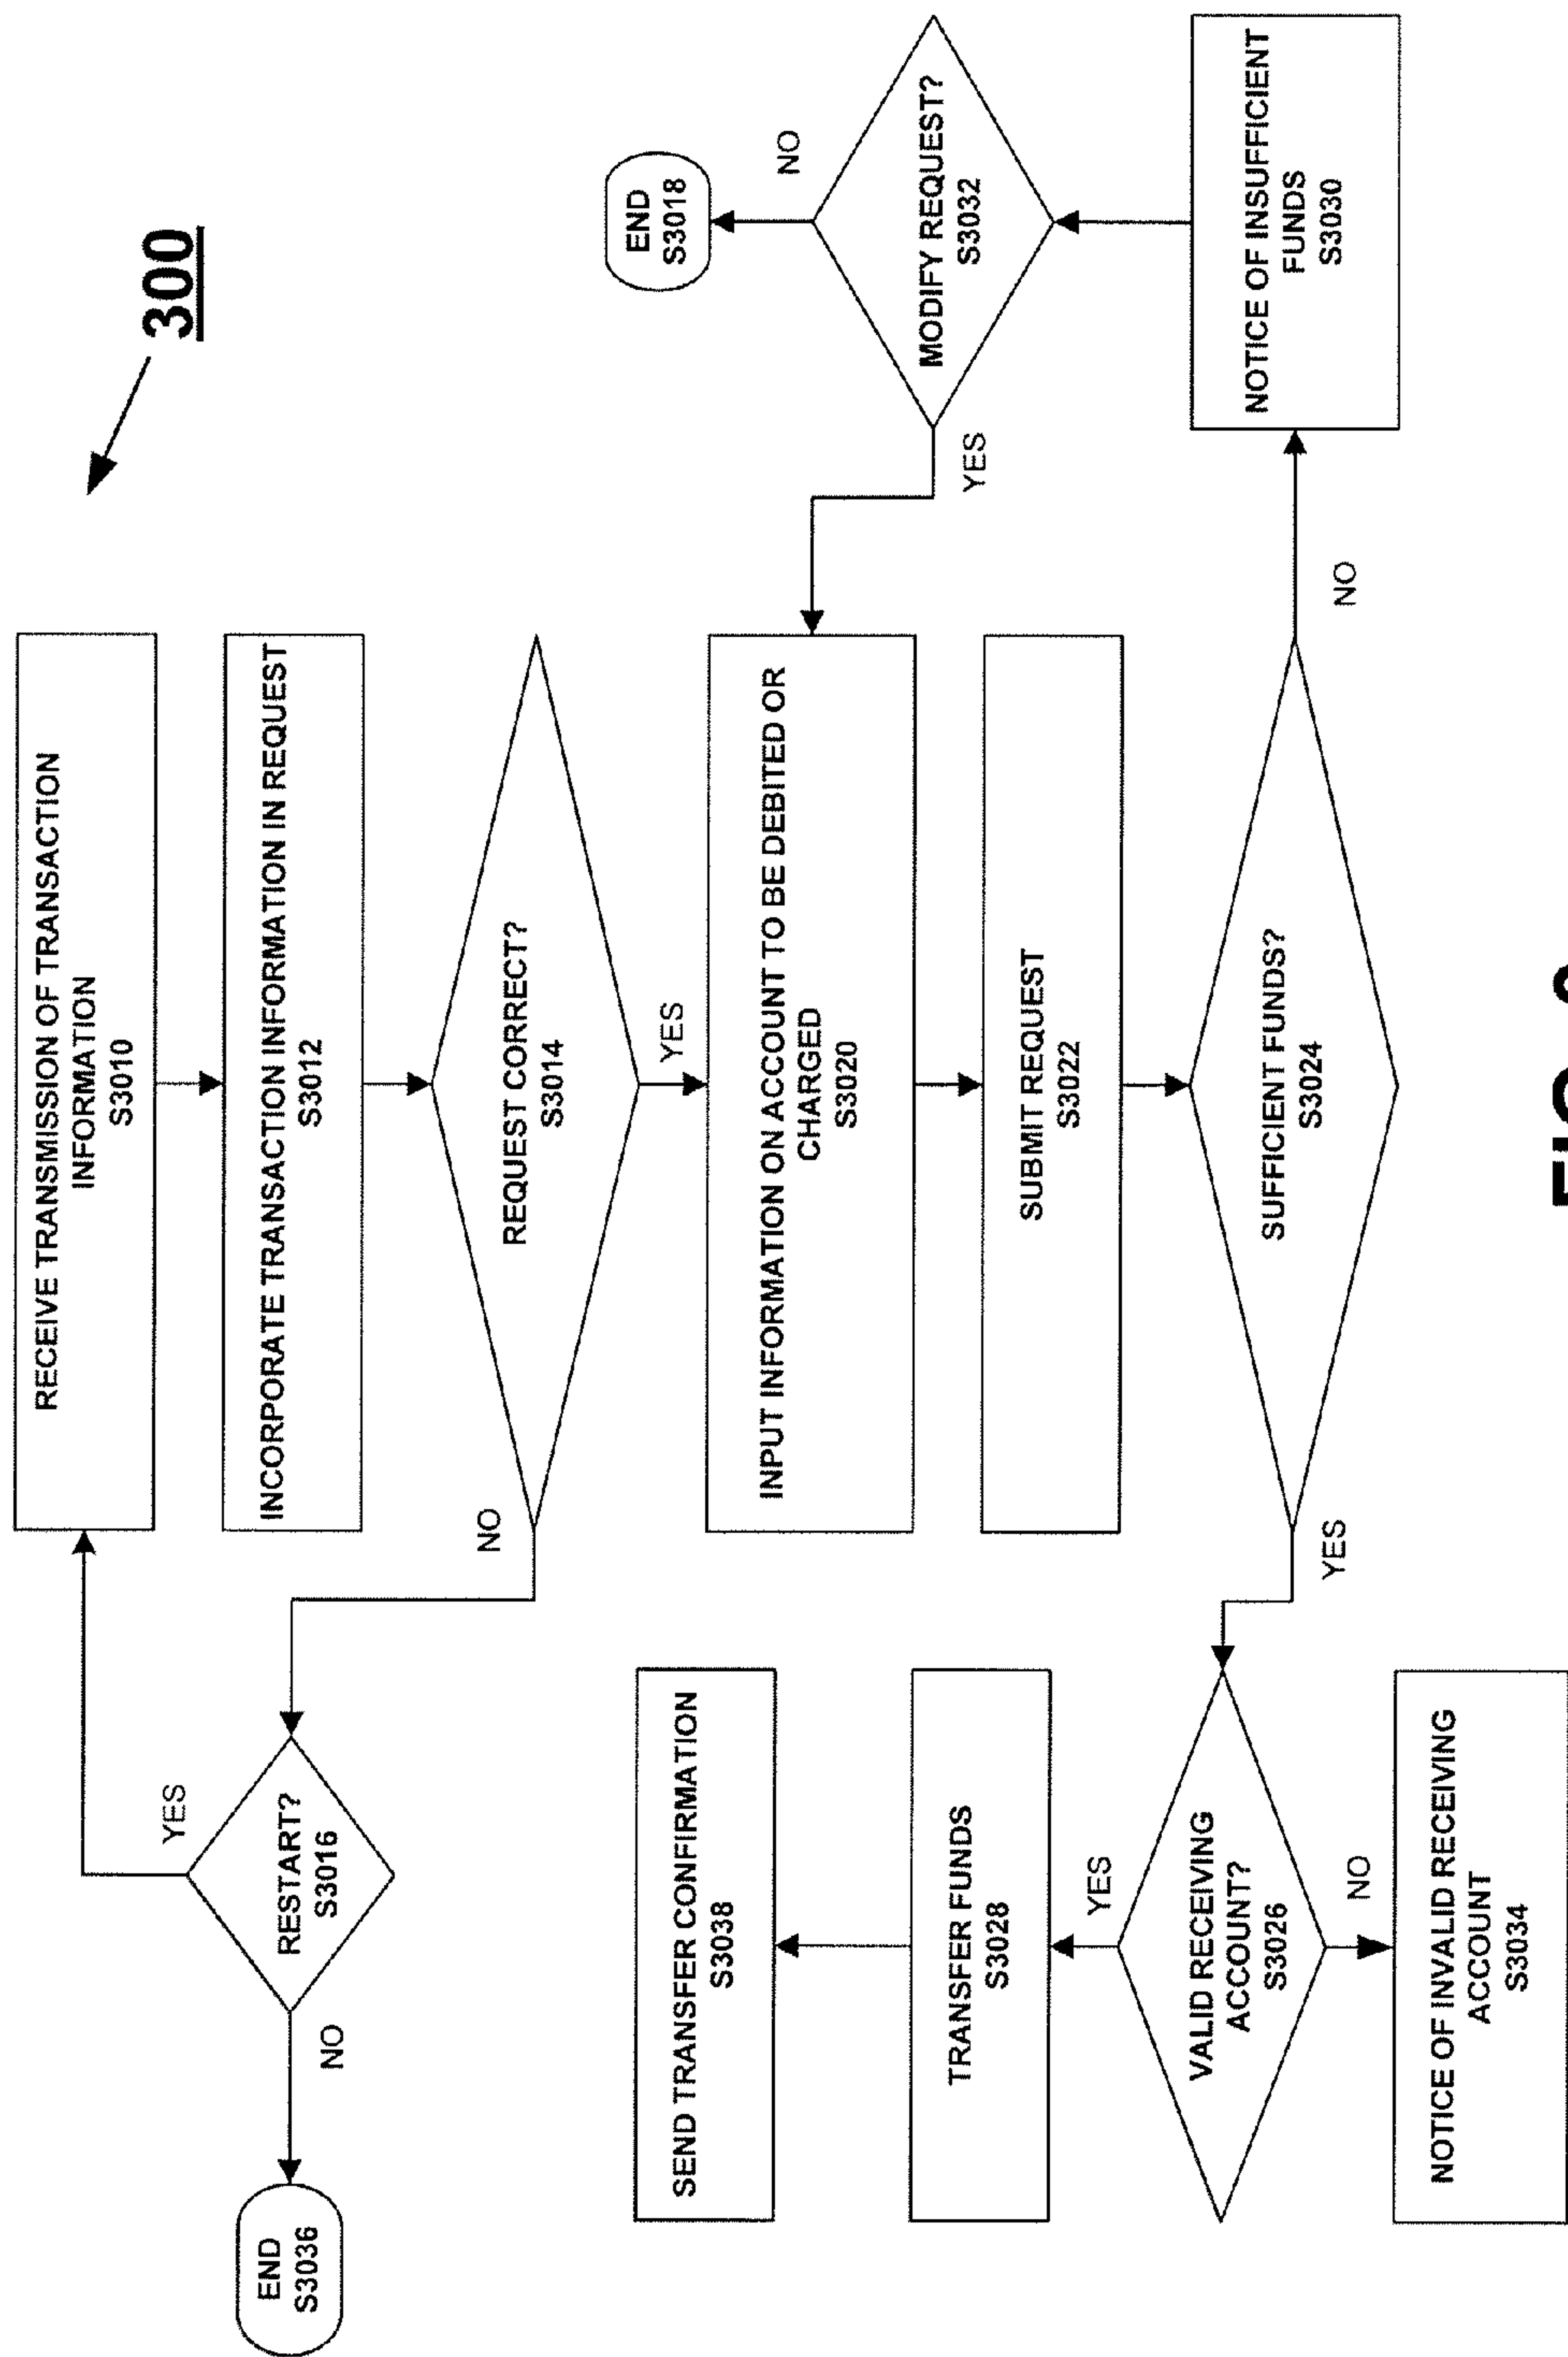 300
RECEIVE TRANSMISSION OF TRANSACTION
INFORMATION
S3010
INCORPORATE TRANSACTION INFORMATION IN REQUEST
S3012
REQUEST CORRECT?
S3014
NO
YES
RESTART?
S3016
YES
NO
END
S3036
INPUT INFORMATION ON ACCOUNT TO BE DEBITED OR
CHARGED
S3020
SUBMIT REQUEST
S3022
SUFFICIENT FUNDS?
S3024
YES
NO
END
S3018
NO
MODIFY REQUEST?
S3032
YES
NOTICE OF INSUFFICIENT
FUNDS
S3030
SEND TRANSFER CONFIRMATION
S3038
TRANSFER FUNDS
S3028
YES
VALID RECEIVING
ACCOUNT?
S3026
NO
NOTICE OF INVALID RECEIVING
ACCOUNT
S3034
FIG.